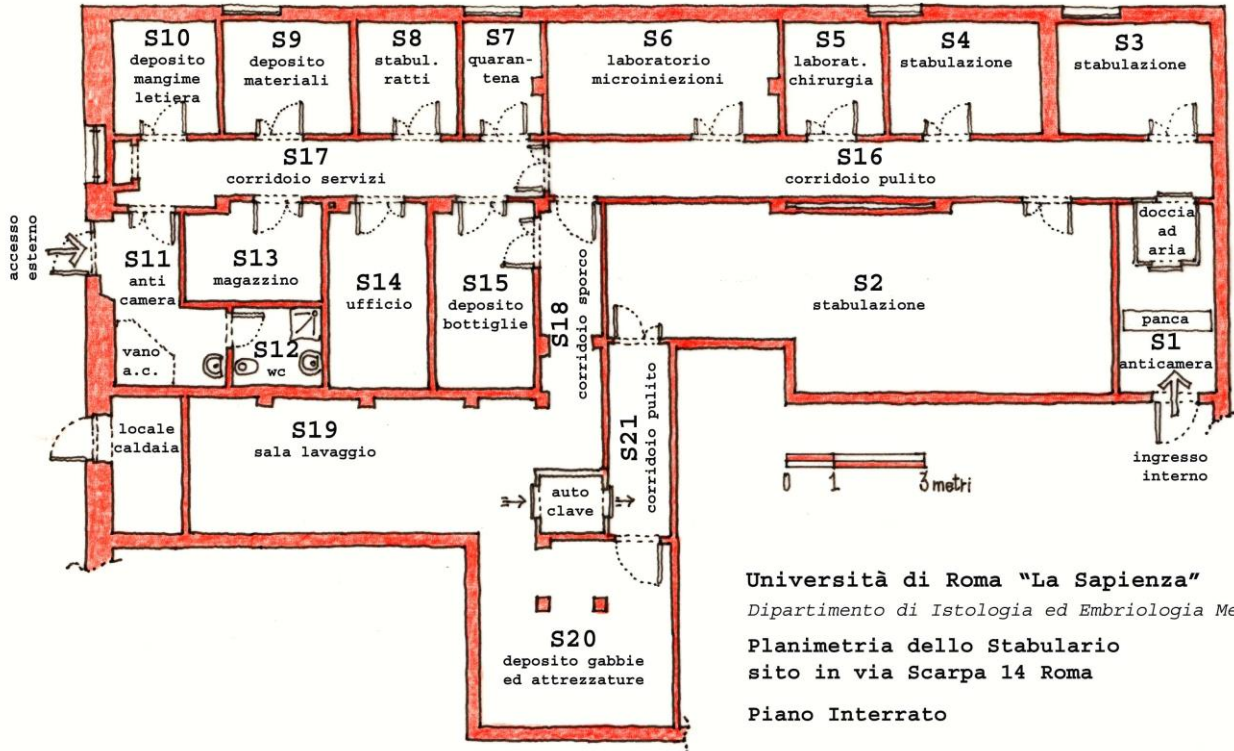 S10
deposito
mangime
letiera
S9
deposito
materiali
S8
stabul.
ratti
S7
quaran-
tena
S6
laboratorio
microiniezioni
S5
laborat.
chirurgia
S4
stabulazione
S3
stabulazione
S17
corridoio servizi
S16
corridoio pulito
accesso
esterno
S11
anti
camera
vano
a.c.
S13
magazzino
S12
wc
S14
ufficio
S15
deposito
bottiglie
S18
corridoio sporco
S2
stabulazione
doccia
ad
aria
panca
S1
anticamera
ingresso
interno
locale
caldaia
S19
sala lavaggio
auto
clave
S21
corridoio pulito
0 1 3 metri
S20
deposito gabbie
ed attrezzature
Università di Roma “La Sapienza”
Dipartimento di Istologia ed Embriologia Me
Planimetria dello Stabulario
sito in via Scarpa 14 Roma
Piano Interrato